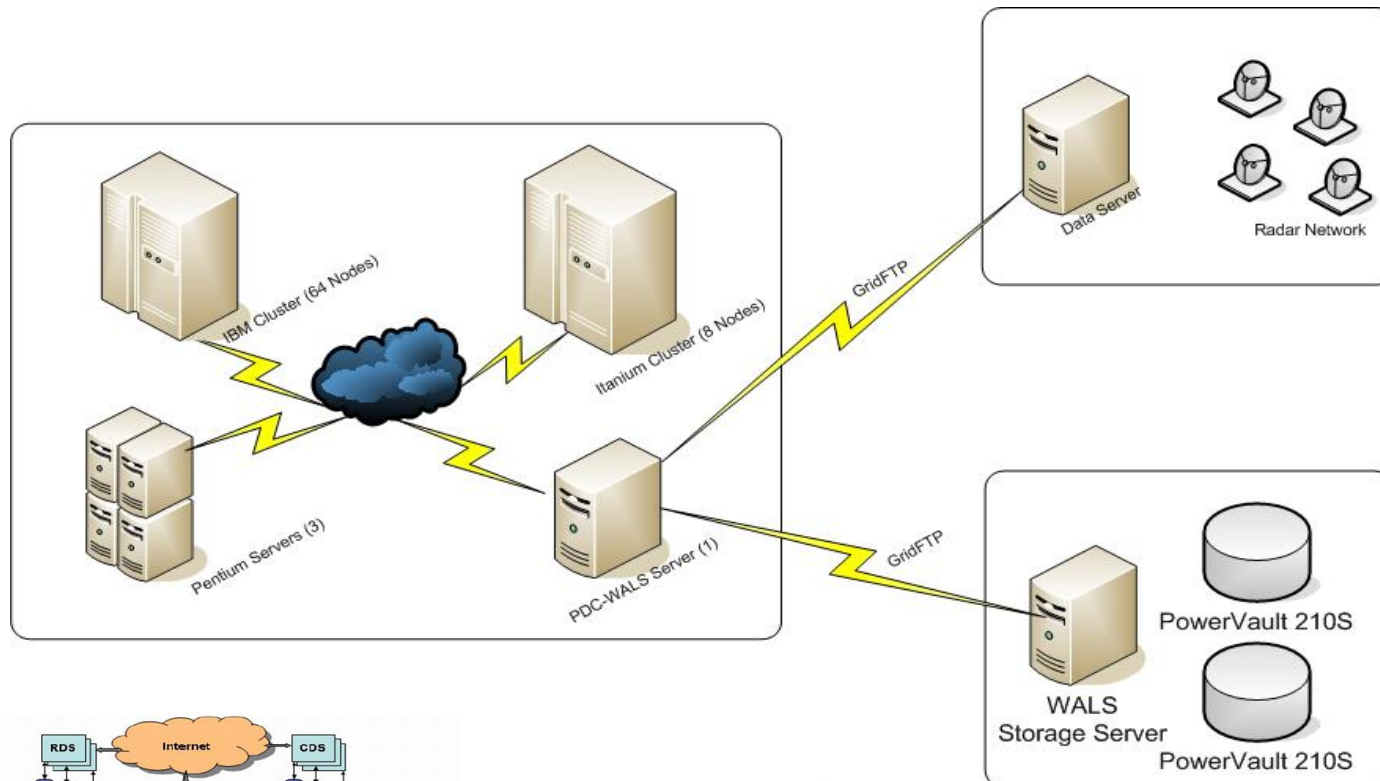 IBM Cluster (64 Nodes)
Itanium Cluster (8 Nodes)
Pentium Servers (3)
PDC-WALS Server (1)
GridFTP
Data Server
Radar Network
GridFTP
WALS
Storage Server
PowerVault 210S
PowerVault 210S
RDS
Internet
CDS